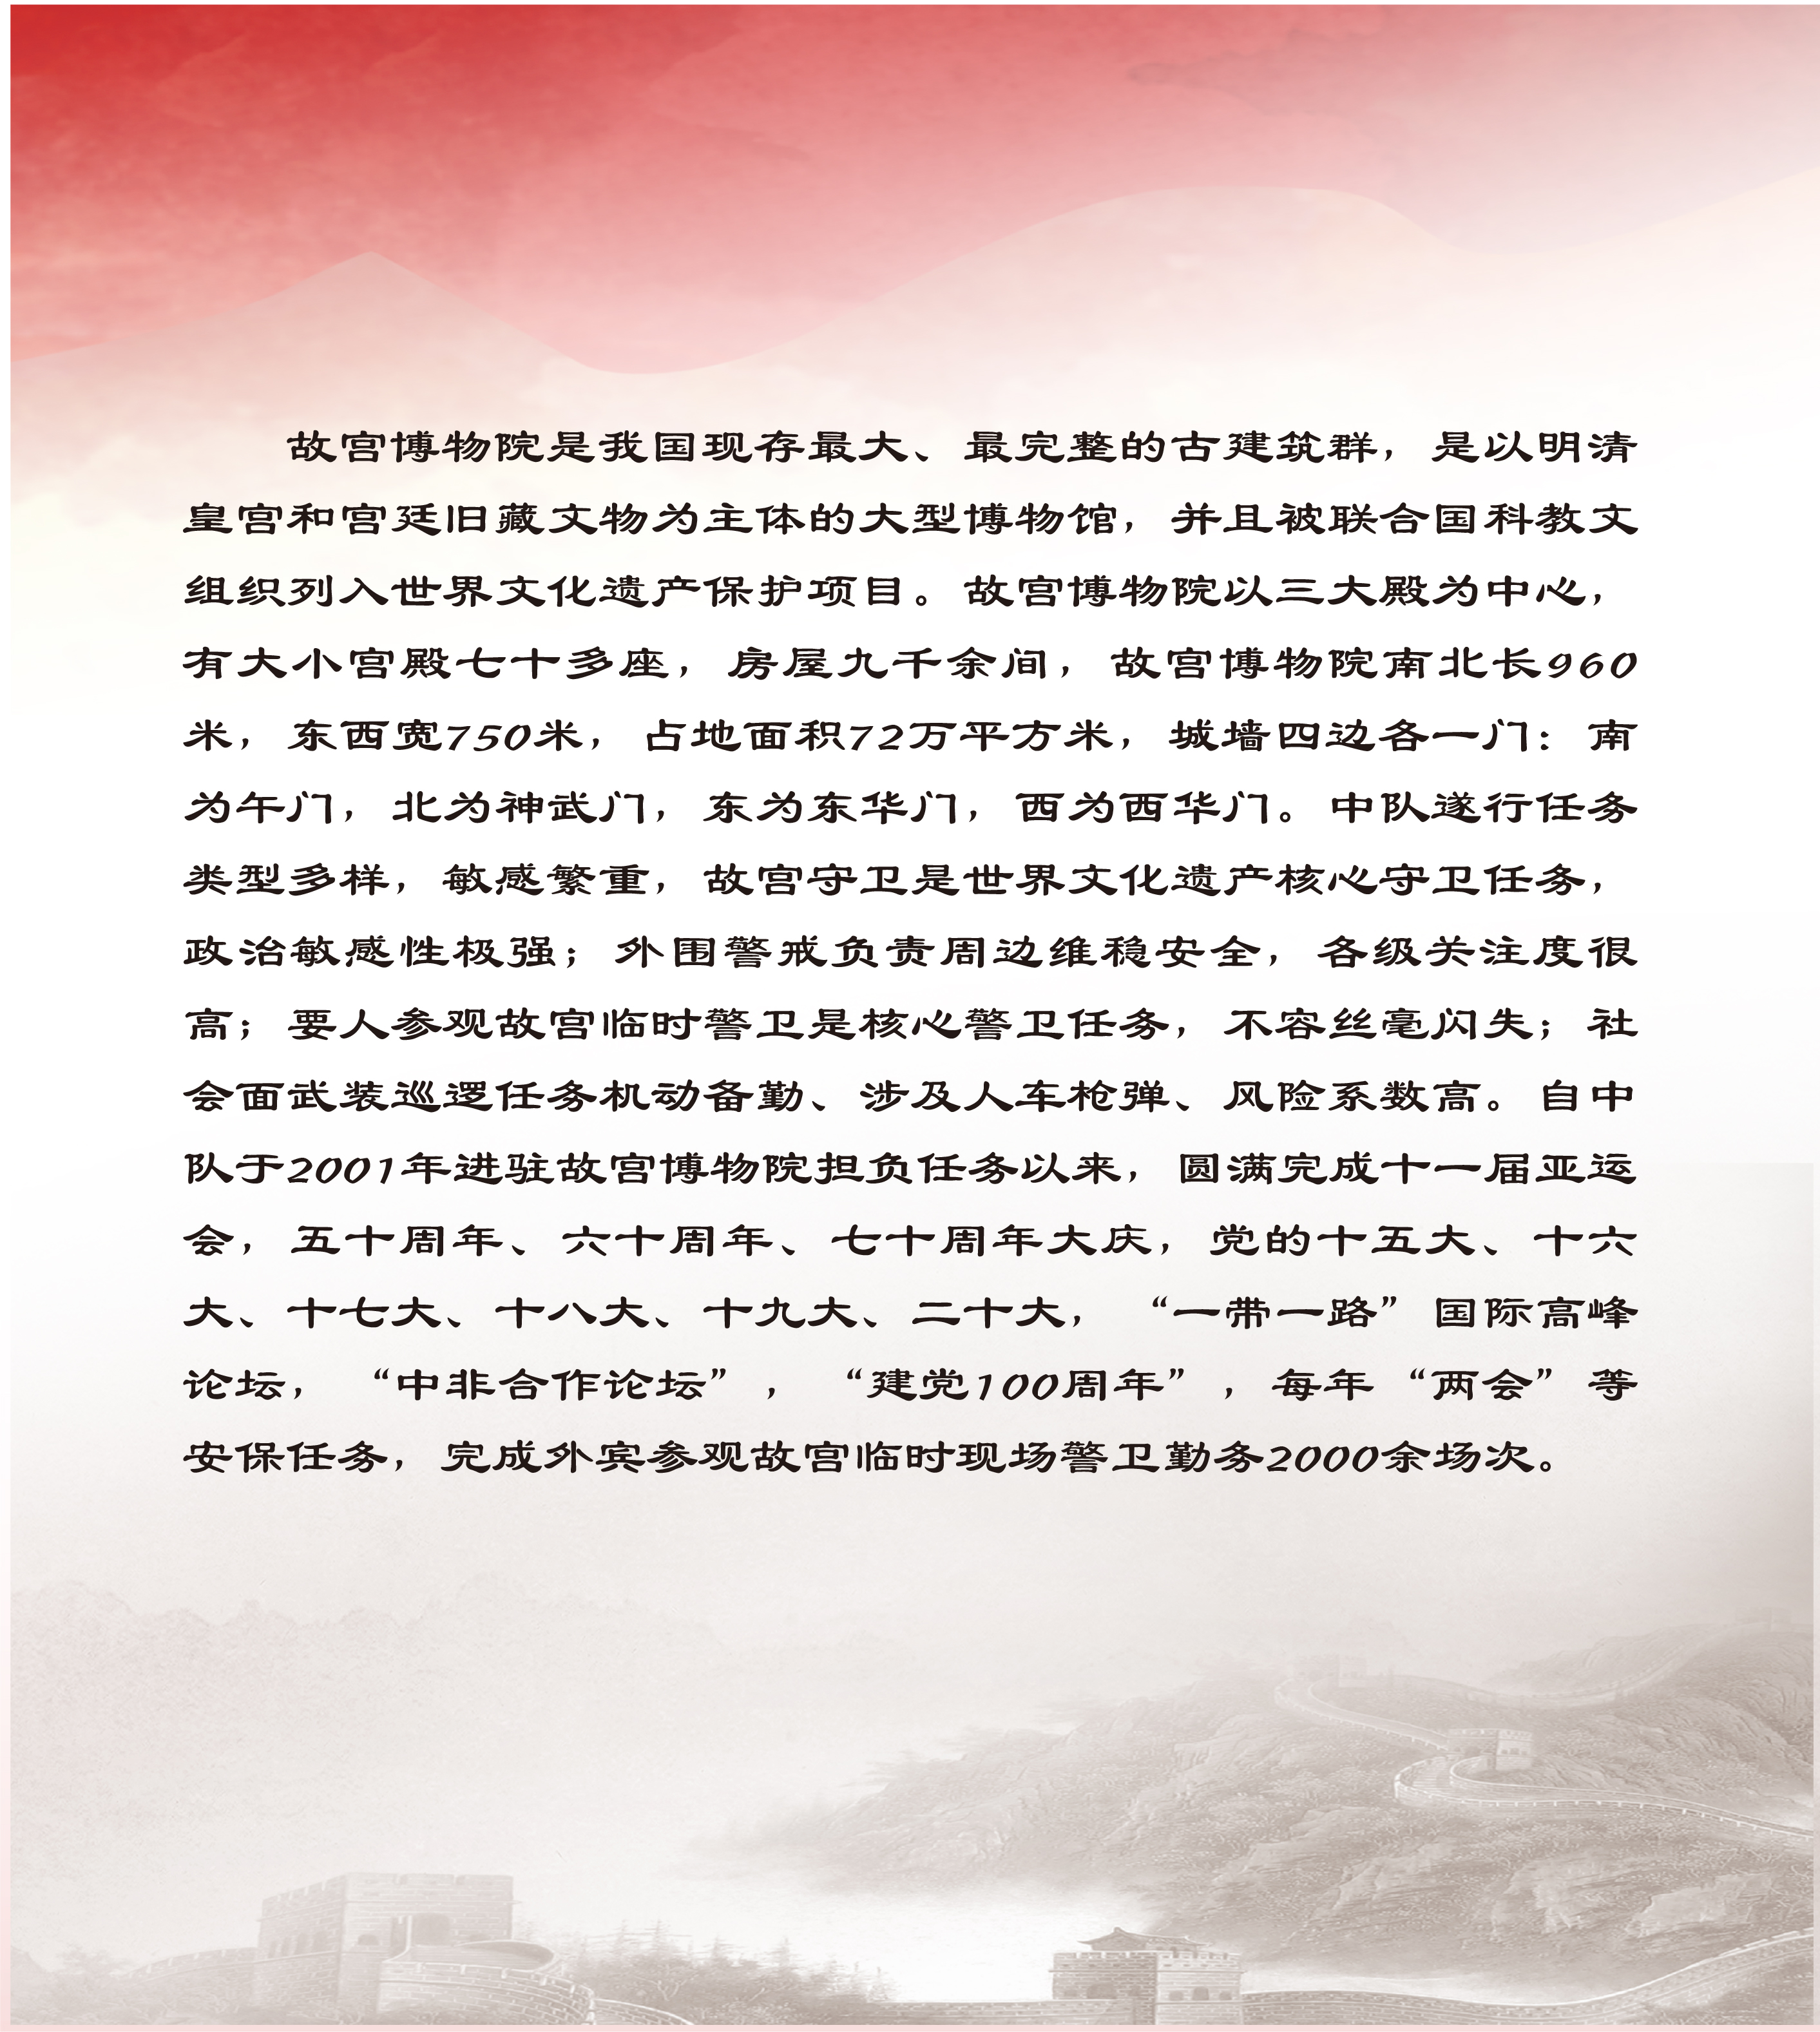 故宫博物院是我国现存最大、最完整的古建筑群，是以明清
皇宫和宫廷旧藏文物为主体的大型博物馆，并且被联合国科教文
组织列入世界文化遗产保护项目。故宫博物院以三大殿为中心，
有大小宫殿七十多座，房屋九千余间，故宫博物院南北长960
米，东西宽750米，占地面积72万平方米，城墙四边各一门：南
为午门，北为神武门，东为东华门，西为西华门。中队遂行任务
类型多样，敏感繁重，故宫守卫是世界文化遗产核心守卫任务，
政治敏感性极强；外围警戒负责周边维稳安全，各级关注度很
高；要人参观故宫临时警卫是核心警卫任务，不容丝毫闪失；社
会面武装巡逻任务机动备勤、涉及人车枪弹、风险系数高。自中
队于2001年进驻故宫博物院担负任务以来，圆满完成十一届亚运
会，五十周年、六十周年、七十周年大庆，党的十五大、十六
大、十七大、十八大、十九大、二十大，“一带一路”国际高峰
论坛，“中非合作论坛”，“建党100周年”，每年“两会”等
安保任务，完成外宾参观故宫临时现场警卫勤务2000余场次。